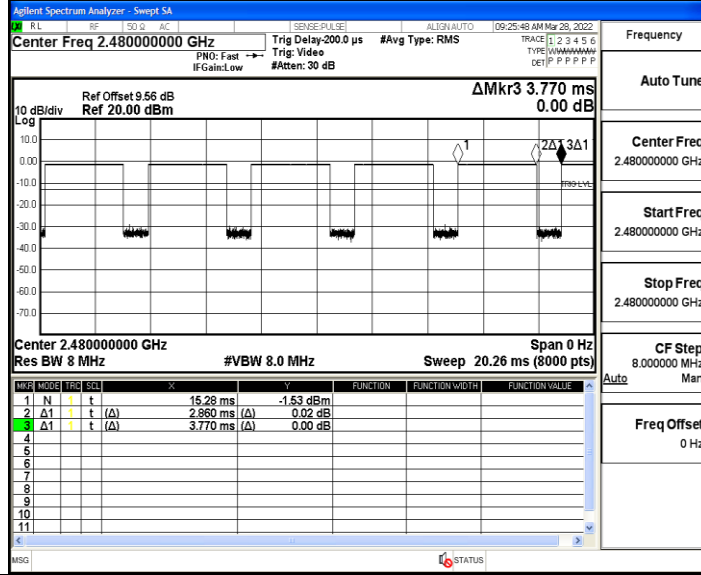 Agilent Spectrum Analyzer - Swept SA
RL RF 50 Ω AC SENSE:PULSE ALIGN AUTO 09:25:48 AM Mar 28, 2022
Center Freq 2.480000000 GHz
PNO: Fast
IFGain:Low
Trig Delay-200.0 µs
Trig: Video
#Atten: 30 dB
#Avg Type: RMS
TRACE 1 2 3 4 5 6
TYPE WWWWWW
DET P P P P P P
Frequency
ΔMkr3 3.770 ms
0.00 dB
Ref Offset 9.56 dB
10 dB/div Ref 20.00 dBm
Log
10.0
0.00
-10.0
-20.0
-30.0
-40.0
-50.0
-60.0
-70.0
1
2Δ1
3Δ1
TRIG LVL
Center 2.480000000 GHz Span 0 Hz
Res BW 8 MHz #VBW 8.0 MHz Sweep 20.26 ms (8000 pts)
MKR MODE TRC SCL X Y FUNCTION FUNCTION WIDTH FUNCTION VALUE
1 N 1 t 15.28 ms -1.53 dBm
2 Δ1 1 t (Δ) 2.860 ms (Δ) 0.02 dB
3 Δ1 1 t (Δ) 3.770 ms (Δ) 0.00 dB
4
5
6
7
8
9
10
11
MSG STATUS
Auto Tune
Center Freq
2.480000000 GHz
Start Freq
2.480000000 GHz
Stop Freq
2.480000000 GHz
CF Step
8.000000 MHz
Auto Man
Freq Offset
0 Hz